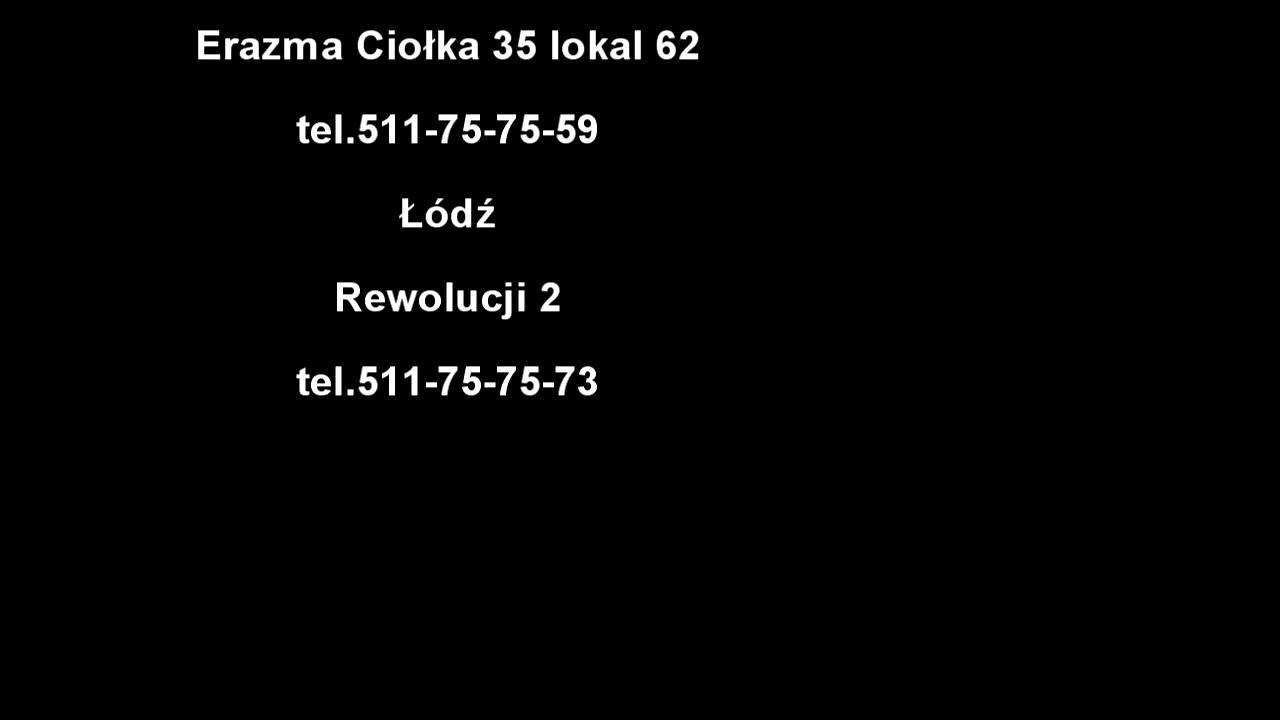 Erazma Ciołka 35 lokal 62
tel.511-75-75-59
Łódź
Rewolucji 2
tel.511-75-75-73